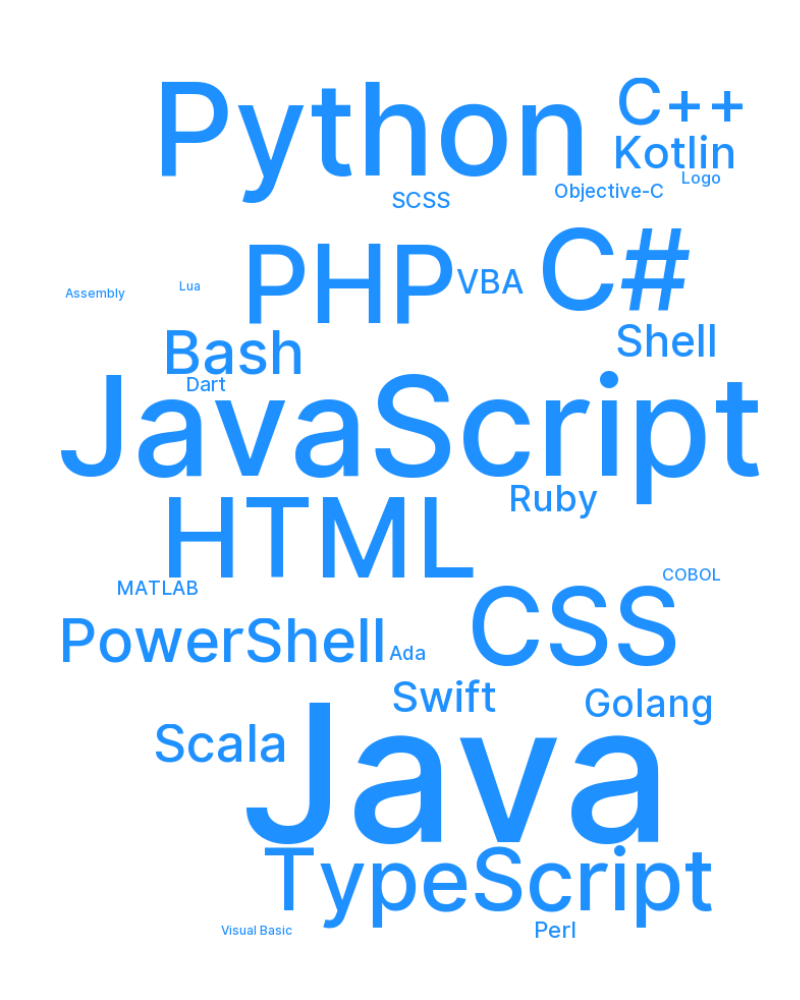 Python
C++
Kotlin
Logo
Objective-C
SCSS
PHP
VBA
C#
Lua
Assembly
Bash
Shell
Dart
JavaScript
HTML
Ruby
MATLAB
COBOL
CSS
PowerShell
Ada
Swift
Golang
Scala
Java
TypeScript
Visual Basic
Perl